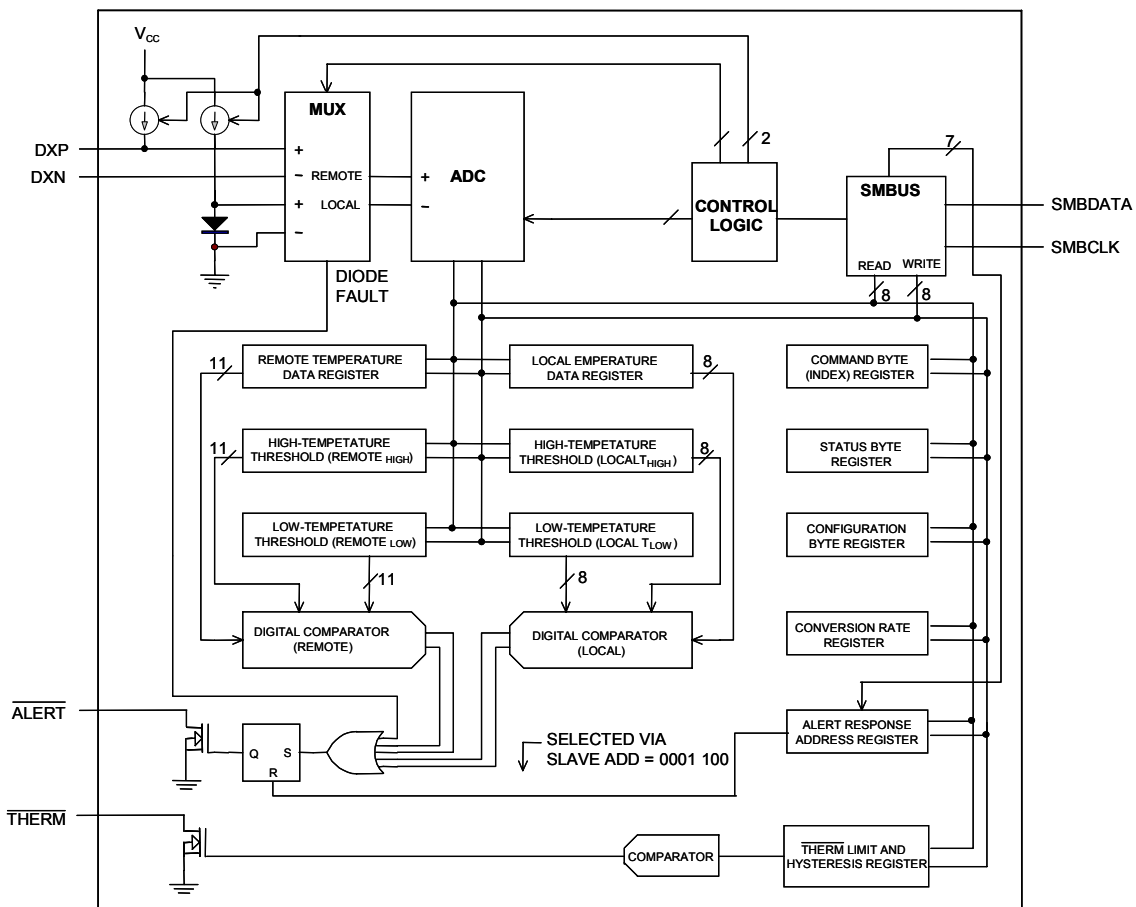 VCC
MUX
ADC
2
7
DXP
DXN
+
- REMOTE
+ LOCAL
-
+
-
CONTROL
LOGIC
SMBUS
READ WRITE
8 8
SMBDATA
SMBCLK
DIODE
FAULT
11
REMOTE TEMPERATURE
DATA REGISTER
LOCAL EMPERATURE
DATA REGISTER
8
COMMAND BYTE
(INDEX) REGISTER
11
HIGH-TEMPETATURE
THRESHOLD (REMOTE HIGH)
HIGH-TEMPETATURE
THRESHOLD (LOCALTHIGH)
8
STATUS BYTE
REGISTER
LOW-TEMPETATURE
THRESHOLD (REMOTE LOW)
LOW-TEMPETATURE
THRESHOLD (LOCAL TLOW)
CONFIGURATION
BYTE REGISTER
11
8
DIGITAL COMPARATOR
(REMOTE)
DIGITAL COMPARATOR
(LOCAL)
CONVERSION RATE
REGISTER
ALERT
Q S
R
SELECTED VIA
SLAVE ADD = 0001 100
ALERT RESPONSE
ADDRESS REGISTER
THERM
COMPARATOR
THERM LIMIT AND
HYSTERESIS REGISTER